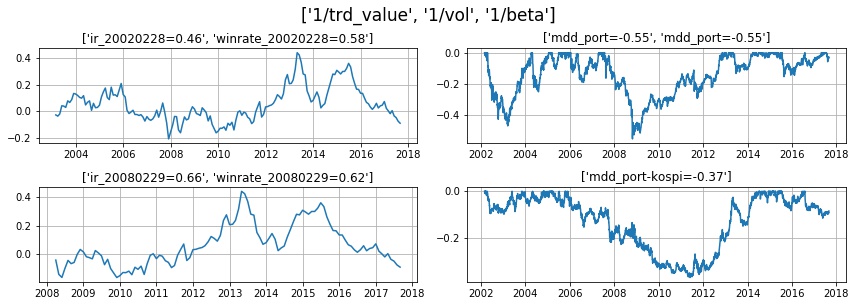 ['1/trd_value', '1/vol', '1/beta']
['ir_20020228=0.46', 'winrate_20020228=0.58']
0.4
0.2
0.0
−0.2
2004 2006 2008 2010 2012 2014 2016 2018
['mdd_port=-0.55', 'mdd_port=-0.55']
0.0
−0.2
−0.4
2002 2004 2006 2008 2010 2012 2014 2016 2018
['ir_20080229=0.66', 'winrate_20080229=0.62']
0.4
0.2
0.0
2008 2009 2010 2011 2012 2013 2014 2015 2016 2017 2018
['mdd_port-kospi=-0.37']
0.0
−0.2
2002 2004 2006 2008 2010 2012 2014 2016 2018